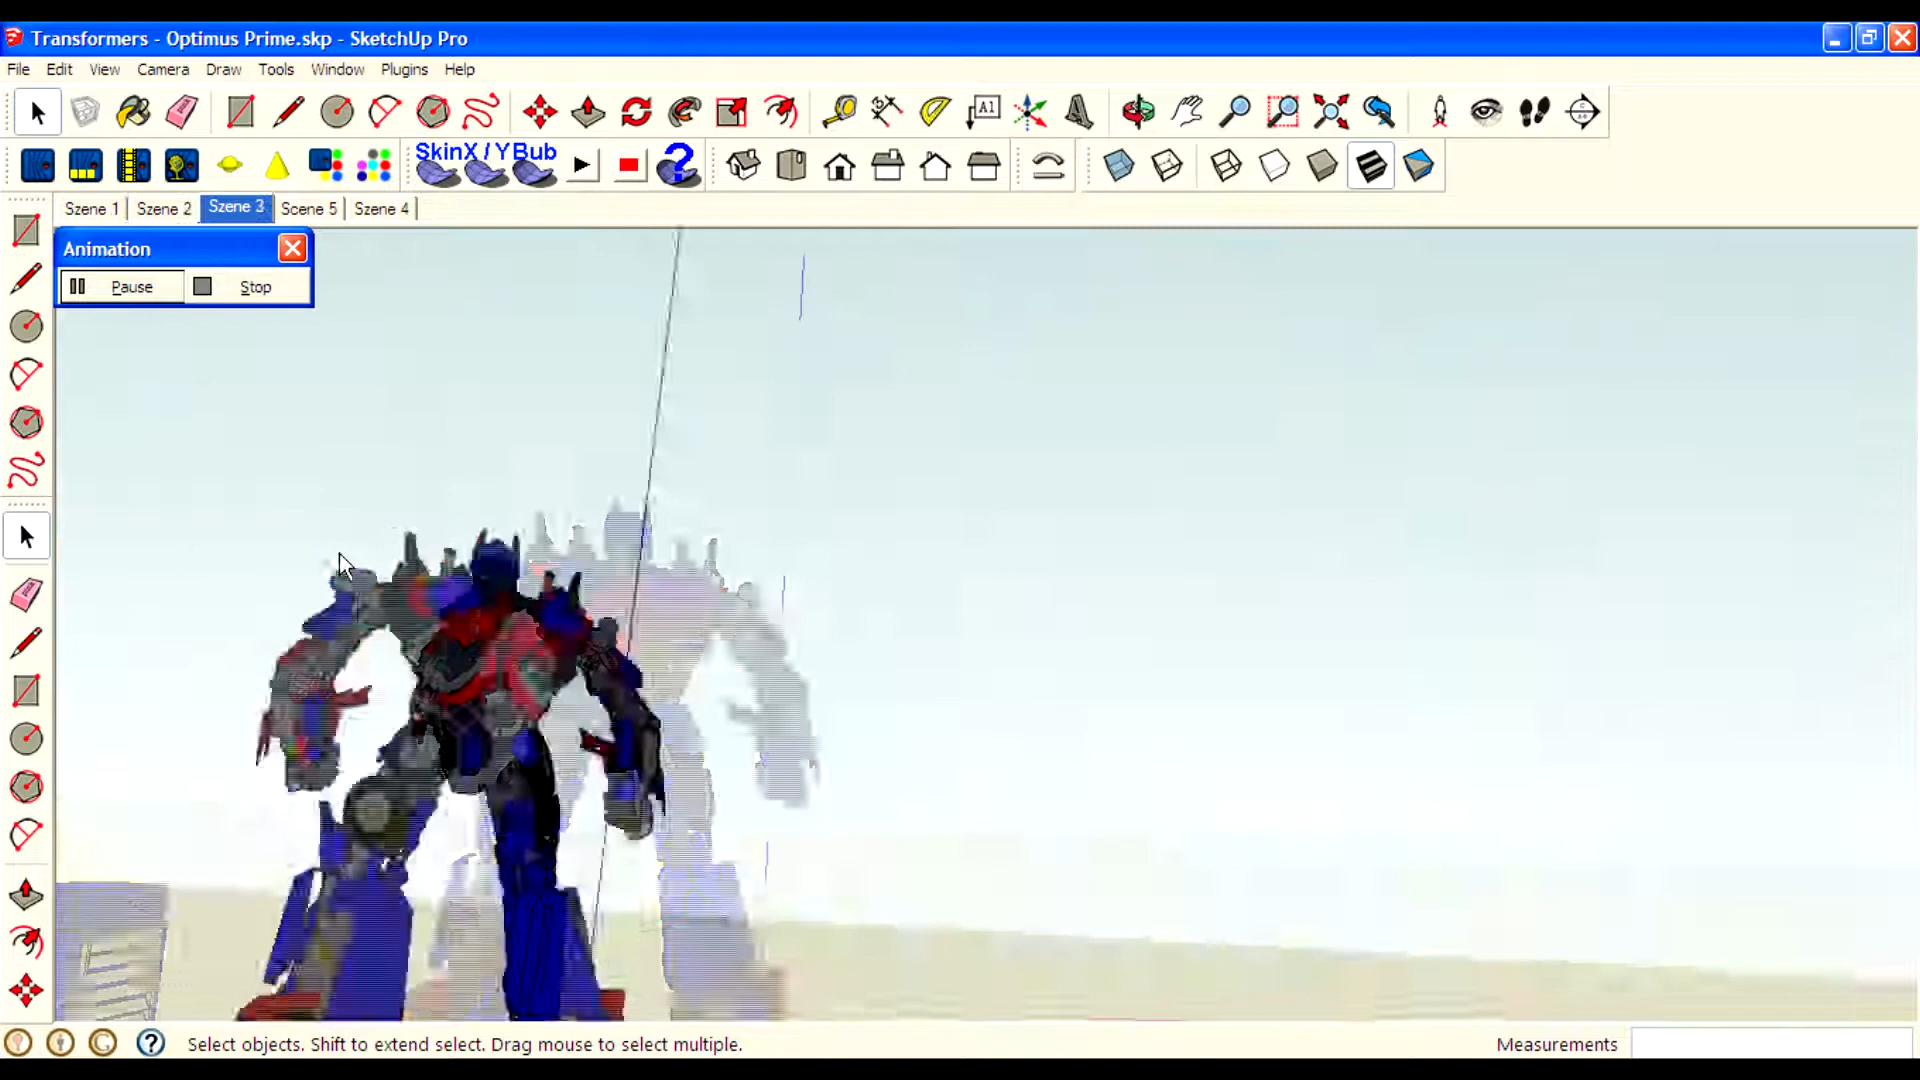 Transformers - Optimus Prime.skp - SketchUp Pro
File Edit View Camera Draw Tools Window Plugins Help
A1
SkinX / YBub
Szene 1 Szene 2 Szene 3 Scene 5 Szene 4
Animation
Pause Stop
Select objects. Shift to extend select. Drag mouse to select multiple. Measurements